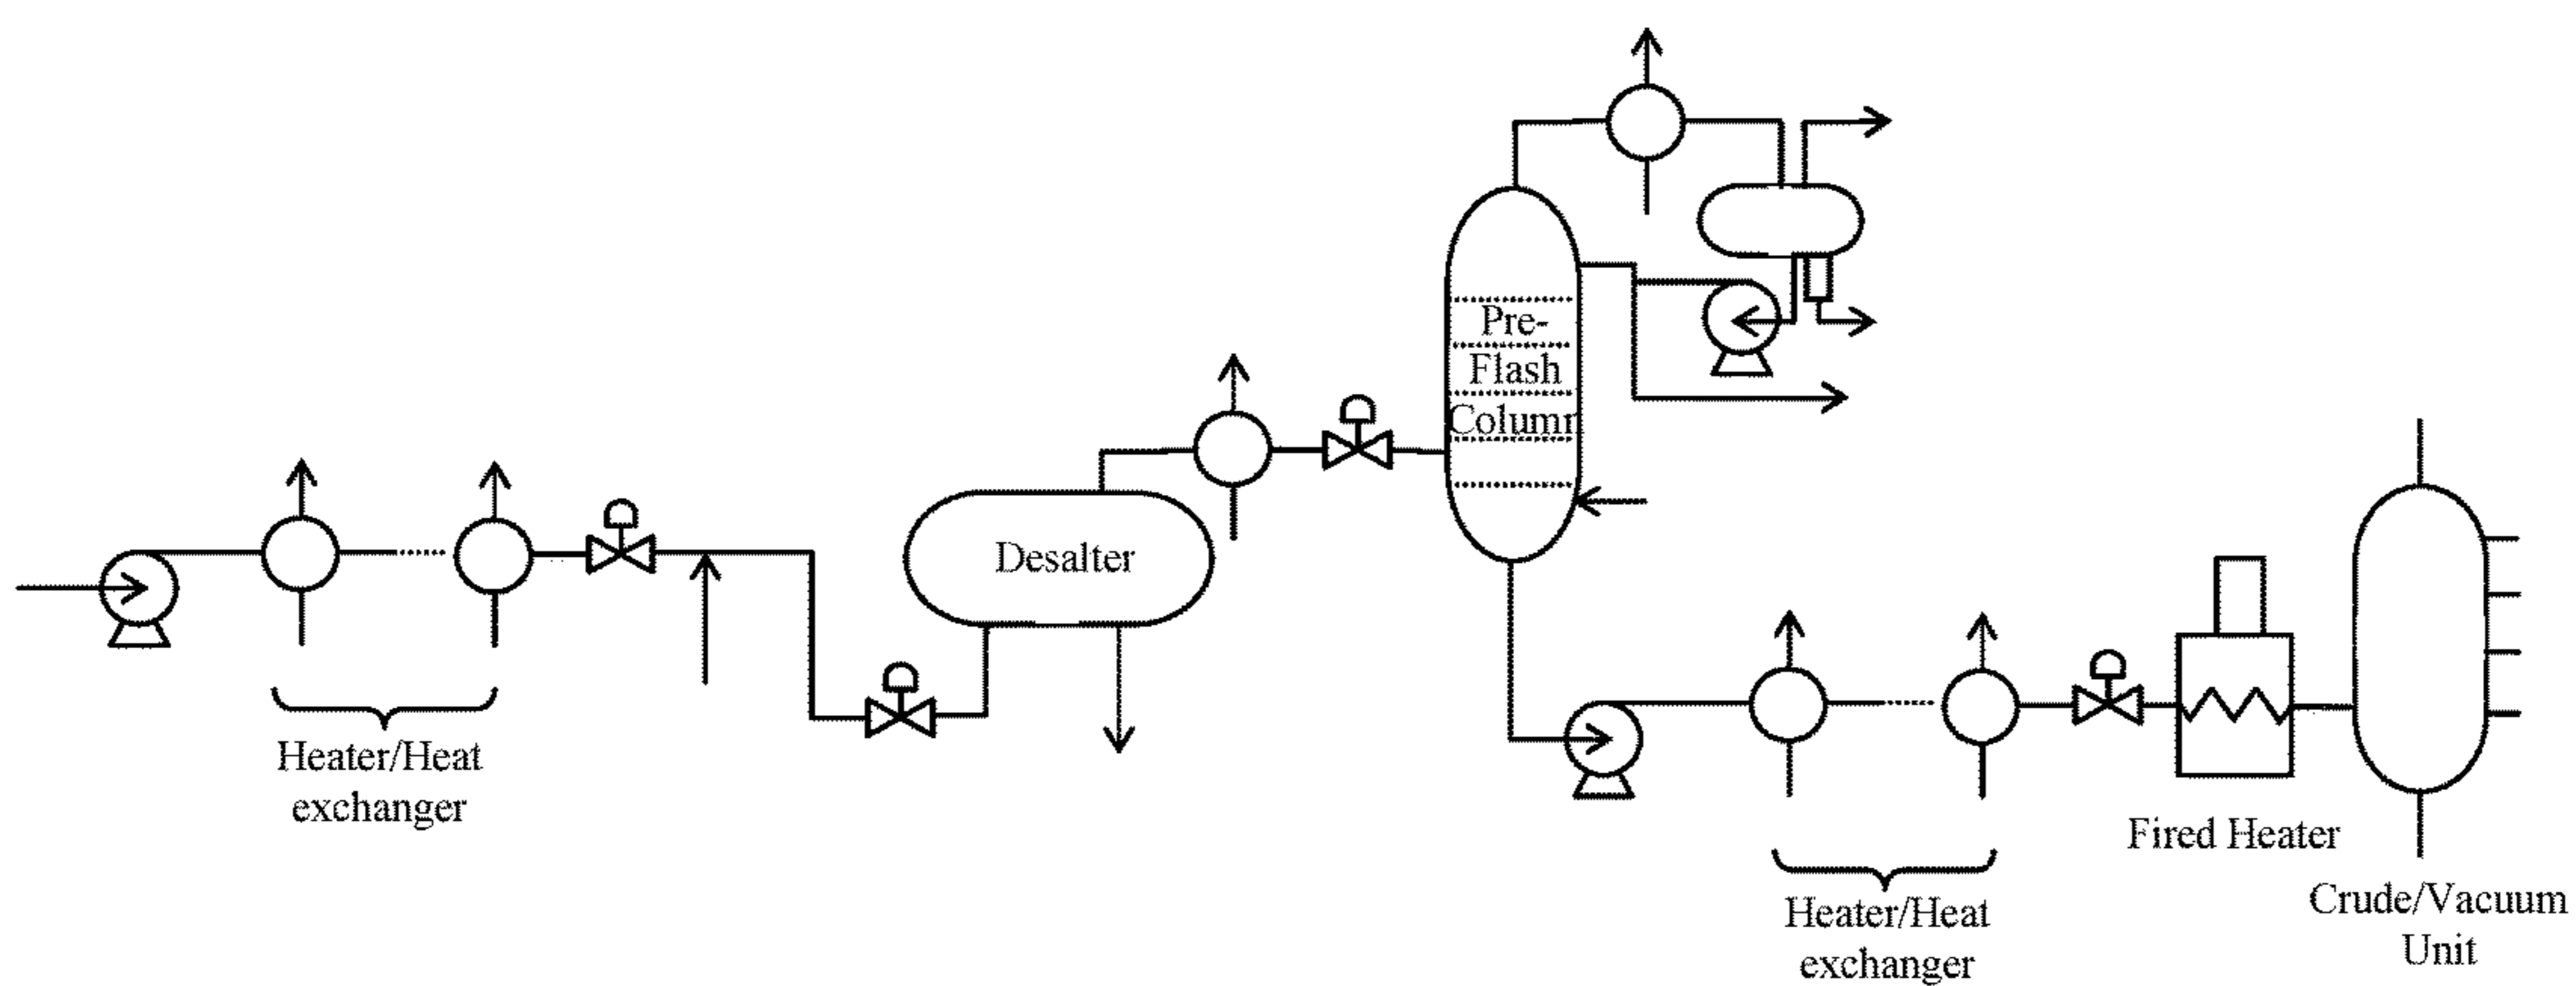 Pre-
Flash
Column
Desalter
Heater/Heat
exchanger
Fired Heater
Heater/Heat
exchanger
Crude/Vacuum
Unit